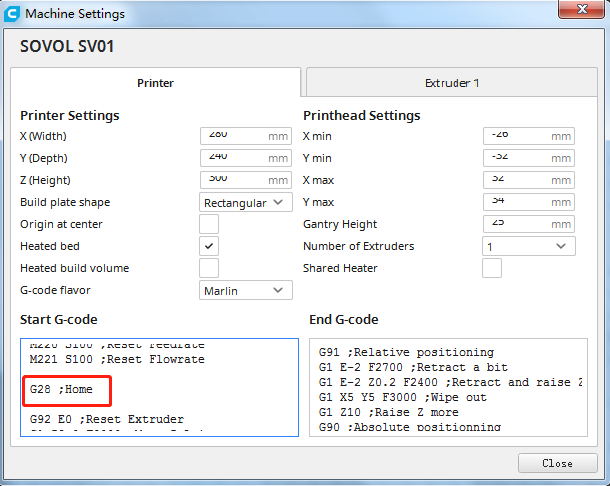 Machine Settings
SOVOL SV01
Printer
Extruder 1
Printer Settings
X (Width) 280 mm
Y (Depth) 240 mm
Z (Height) 300 mm
Build plate shape Rectangular
Origin at center
Heated bed
Heated build volume
G-code flavor Marlin
Printhead Settings
X min -26 mm
Y min -32 mm
X max 32 mm
Y max 34 mm
Gantry Height 25 mm
Number of Extruders 1
Shared Heater
Start G-code
M220 S100 ;Reset Feedrate
M221 S100 ;Reset Flowrate
G28 ;Home
G92 E0 ;Reset Extruder
End G-code
G91 ;Relative positioning
G1 E-2 F2700 ;Retract a bit
G1 E-2 Z0.2 F2400 ;Retract and raise Z
G1 X5 Y5 F3000 ;Wipe out
G1 Z10 ;Raise Z more
G90 ;Absolute positionning
Close